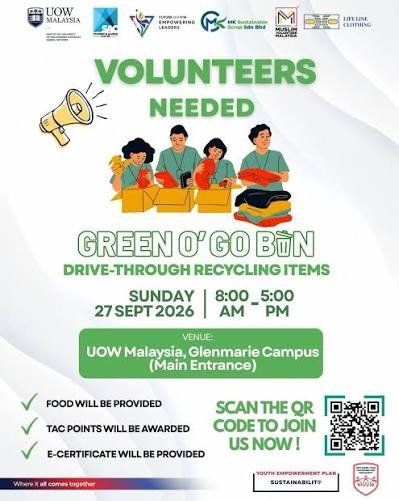 UOW
MALAYSIA
EMPOWERING
LEADERS
MK Sustainable
Scrap Sdn Bhd
MUSLIM
VOLUNTEER
MALAYSIA
LIFE LINE
CLOTHING
VOLUNTEERS
NEEDED
GREEN O' GO BIN
DRIVE-THROUGH RECYCLING ITEMS
SUNDAY
27 SEPT 2026
8:00 - 5:00
AM PM
VENUE:
UOW Malaysia, Glenmarie Campus
(Main Entrance)
FOOD WILL BE PROVIDED
TAC POINTS WILL BE AWARDED
E-CERTIFICATE WILL BE PROVIDED
SCAN THE QR
CODE TO JOIN
US NOW !
Where it all comes together
YOUTH EMPOWERMENT PLAN
SUSTAINABILITY